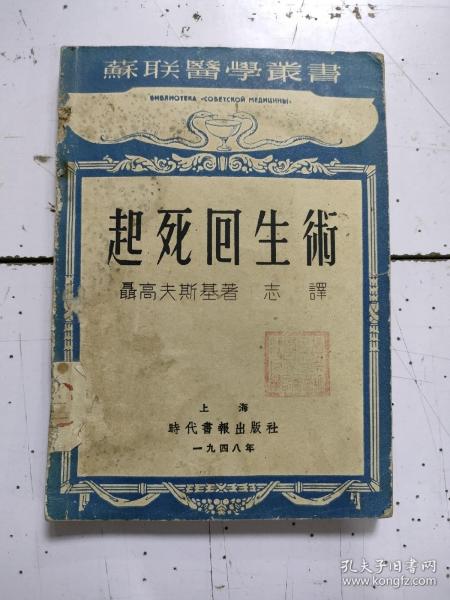 蘇联醫學叢書
БИБЛИОТЕКА «СОВЕТСКОЙ МЕДИЦИНЫ»
起死回生術
聶高夫斯基著 志 譯
上海
時代書報出版社
一九四八年
孔夫子旧书网
www.kongfz.com